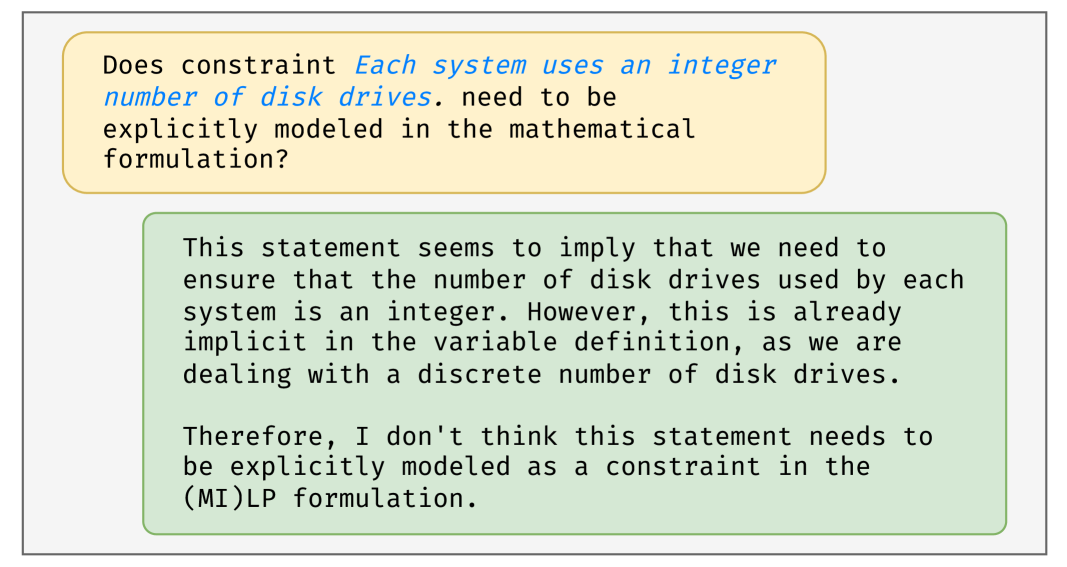 Does constraint Each system uses an integer
number of disk drives. need to be
explicitly modeled in the mathematical
formulation?
This statement seems to imply that we need to
ensure that the number of disk drives used by each
system is an integer. However, this is already
implicit in the variable definition, as we are
dealing with a discrete number of disk drives.
Therefore, I don't think this statement needs to
be explicitly modeled as a constraint in the
(MI)LP formulation.